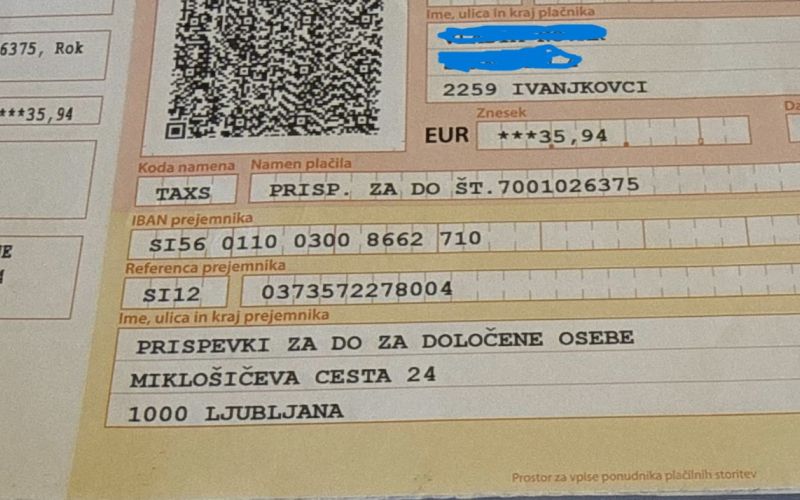 6375, Rok
***35,94
E
Ime, ulica in kraj plačnika
2259 IVANJKOVCI
Znesek
EUR ***35,94
Koda namena Namen plačila
TAXS PRISP. ZA DO ŠT.7001026375
IBAN prejemnika
SI56 0110 0300 8662 710
Referenca prejemnika
SI12 0373572278004
Ime, ulica in kraj prejemnika
PRISPEVKI ZA DO ZA DOLOČENE OSEBE
MIKLOŠIČEVA CESTA 24
1000 LJUBLJANA
Prostor za vpise ponudnika plačilnih storitev